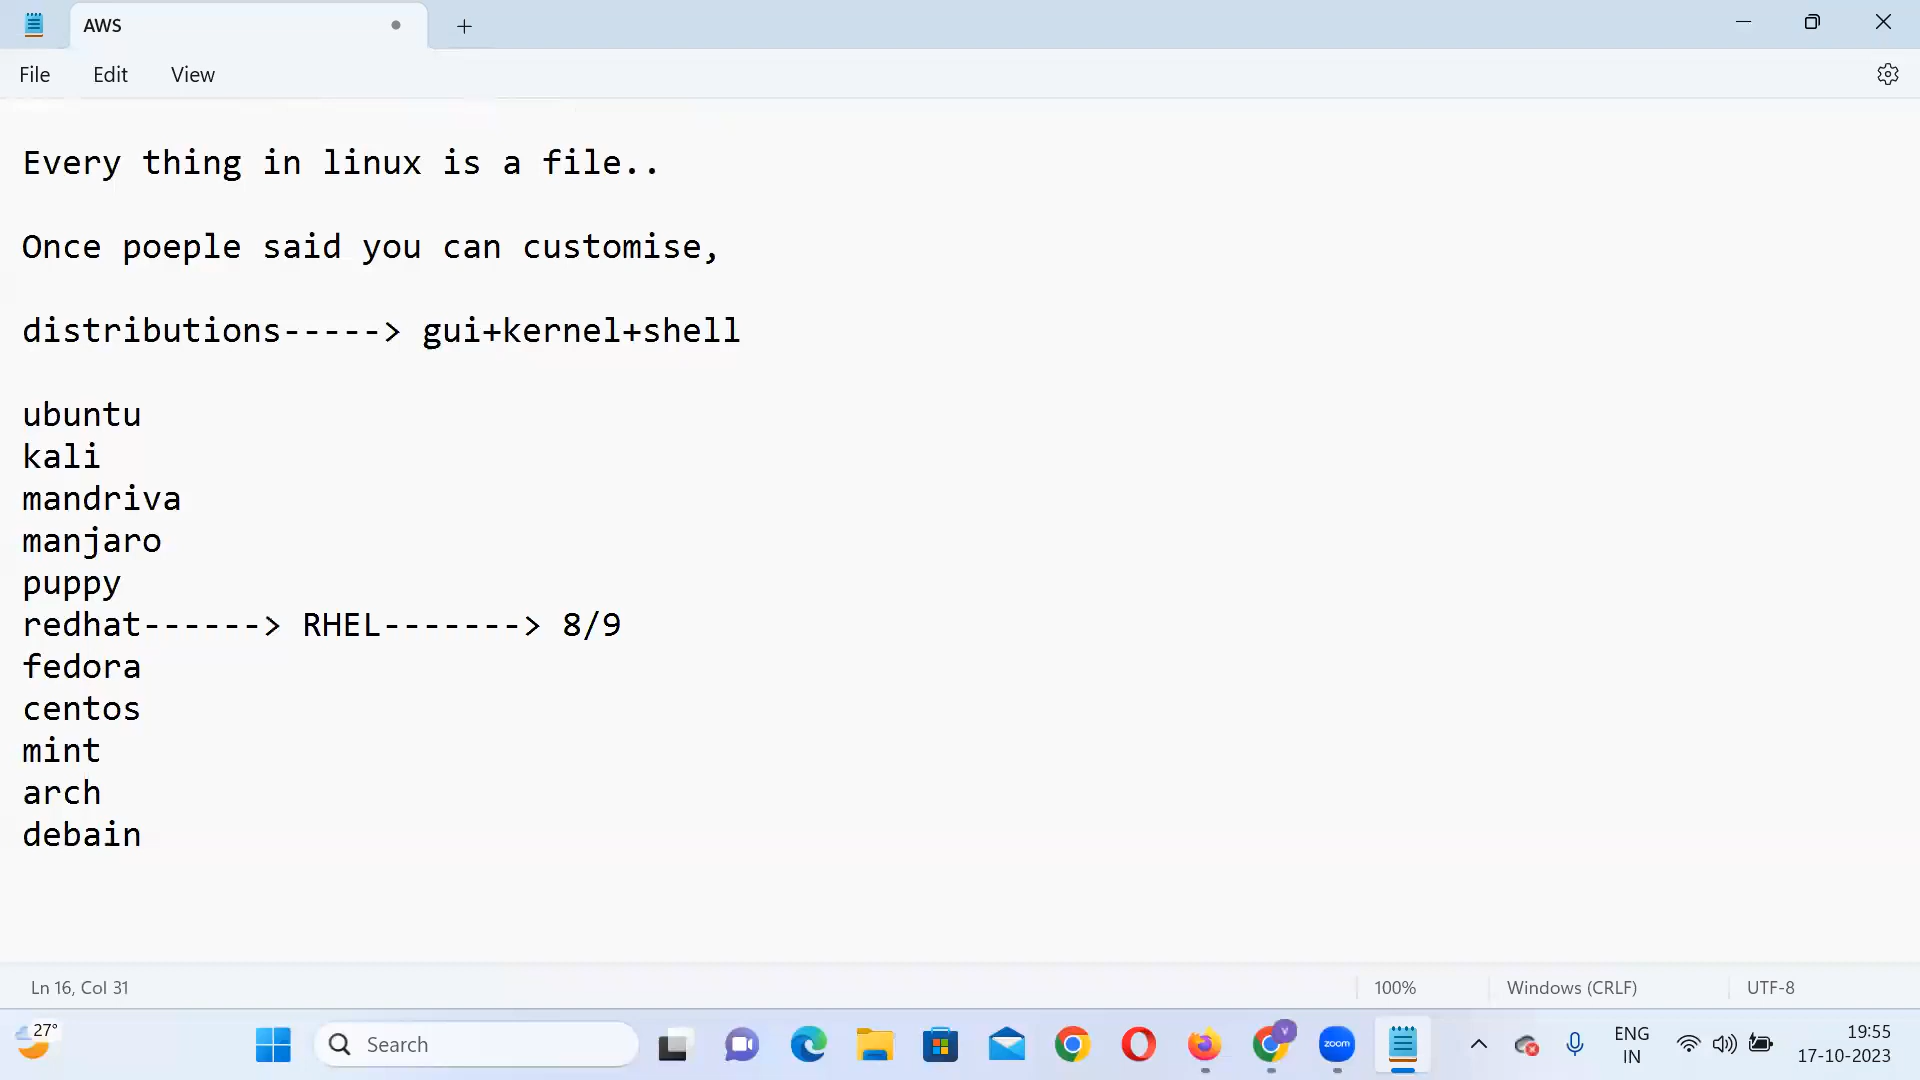 AWS
File Edit View
Every thing in linux is a file..
Once poeple said you can customise,
distributions-----> gui+kernel+shell
ubuntu
kali
mandriva
manjaro
puppy
redhat------> RHEL-------> 8/9
fedora
centos
mint
arch
debain
Ln 16, Col 31 100% Windows (CRLF) UTF-8
27° Search zoom V ENG 19:55
IN 17-10-2023